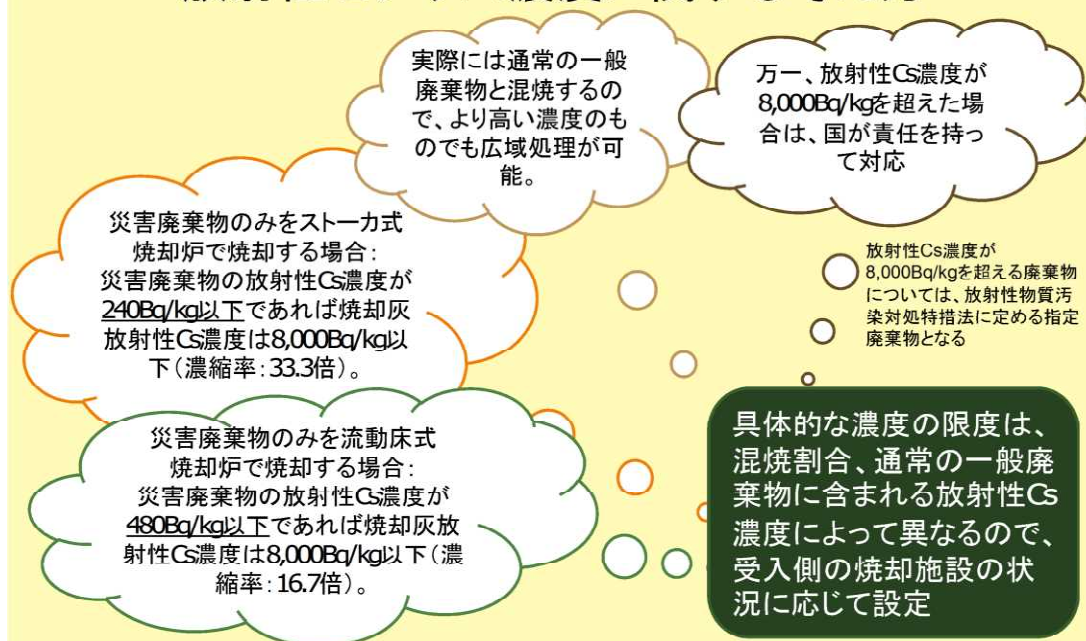 実際には通常の一般
廃棄物と混焼するの
で、より高い濃度のも
のでも広域処理が可
能。
万一、放射性Cs濃度が
8,000Bq/kgを超えた場
合は、国が責任を持っ
て対応
災害廃棄物のみをストーカ式
焼却炉で焼却する場合:
災害廃棄物の放射性Cs濃度が
240Bq/kg以下であれば焼却灰
放射性Cs濃度は8,000Bq/kg以
下(濃縮率:33.3倍)。
放射性Cs濃度が
8,000Bq/kgを超える廃棄物
については、放射性物質汚
染対処特措法に定める指定
廃棄物となる
災害廃棄物のみを流動床式
焼却炉で焼却する場合:
災害廃棄物の放射性Cs濃度が
480Bq/kg以下であれば焼却灰放
射性Cs濃度は8,000Bq/kg以下(濃
縮率:16.7倍)。
具体的な濃度の限度は、
混焼割合、通常の一般廃
棄物に含まれる放射性Cs
濃度によって異なるので、
受入側の焼却施設の状
況に応じて設定